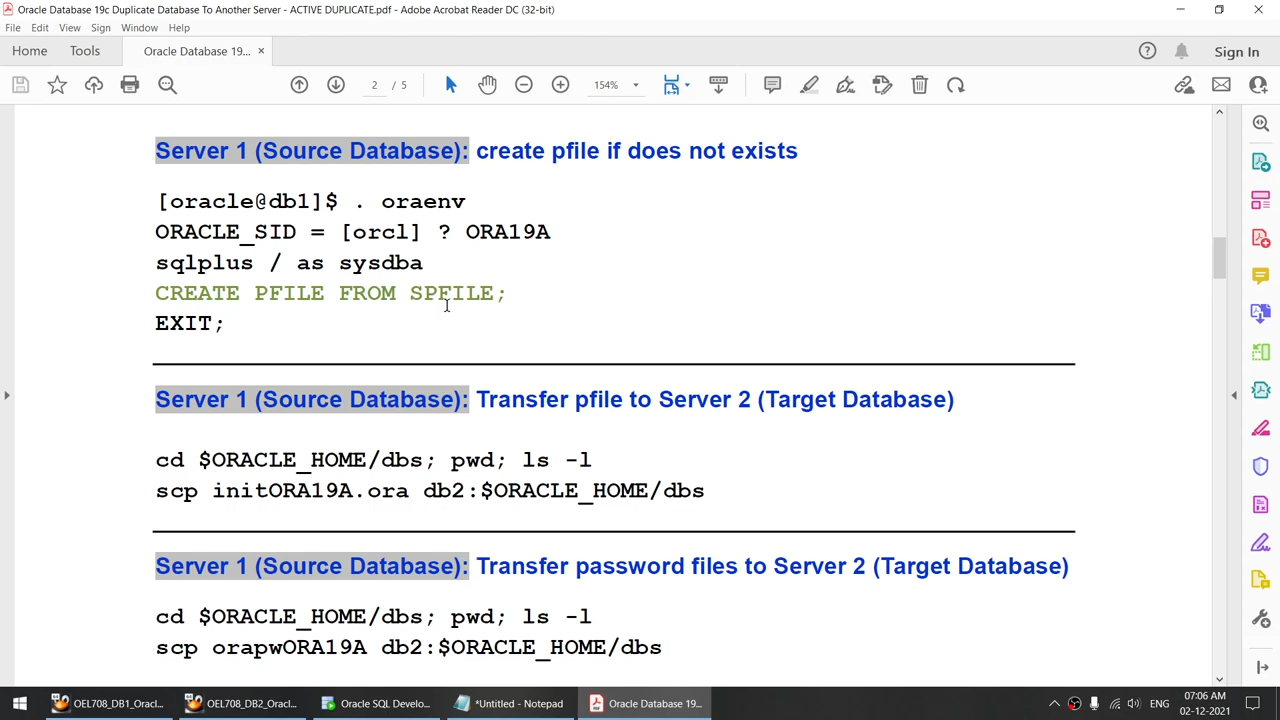 Oracle Database 19c Duplicate Database To Another Server - ACTIVE DUPLICATE.pdf - Adobe Acrobat Reader DC (32-bit)
File Edit View Sign Window Help
Home Tools Oracle Database 19... × Sign In
2 / 5 154%
Server 1 (Source Database): create pfile if does not exists
[oracle@db1]$ . oraenv
ORACLE_SID = [orcl] ? ORA19A
sqlplus / as sysdba
CREATE PFILE FROM SPFILE;
EXIT;
Server 1 (Source Database): Transfer pfile to Server 2 (Target Database)
cd $ORACLE_HOME/dbs; pwd; ls -l
scp initORA19A.ora db2:$ORACLE_HOME/dbs
Server 1 (Source Database): Transfer password files to Server 2 (Target Database)
cd $ORACLE_HOME/dbs; pwd; ls -l
scp orapwORA19A db2:$ORACLE_HOME/dbs
OEL708_DB1_Oracl... OEL708_DB2_Oracl... Oracle SQL Develo... *Untitled - Notepad Oracle Database 19... ENG 07:06 AM
02-12-2021